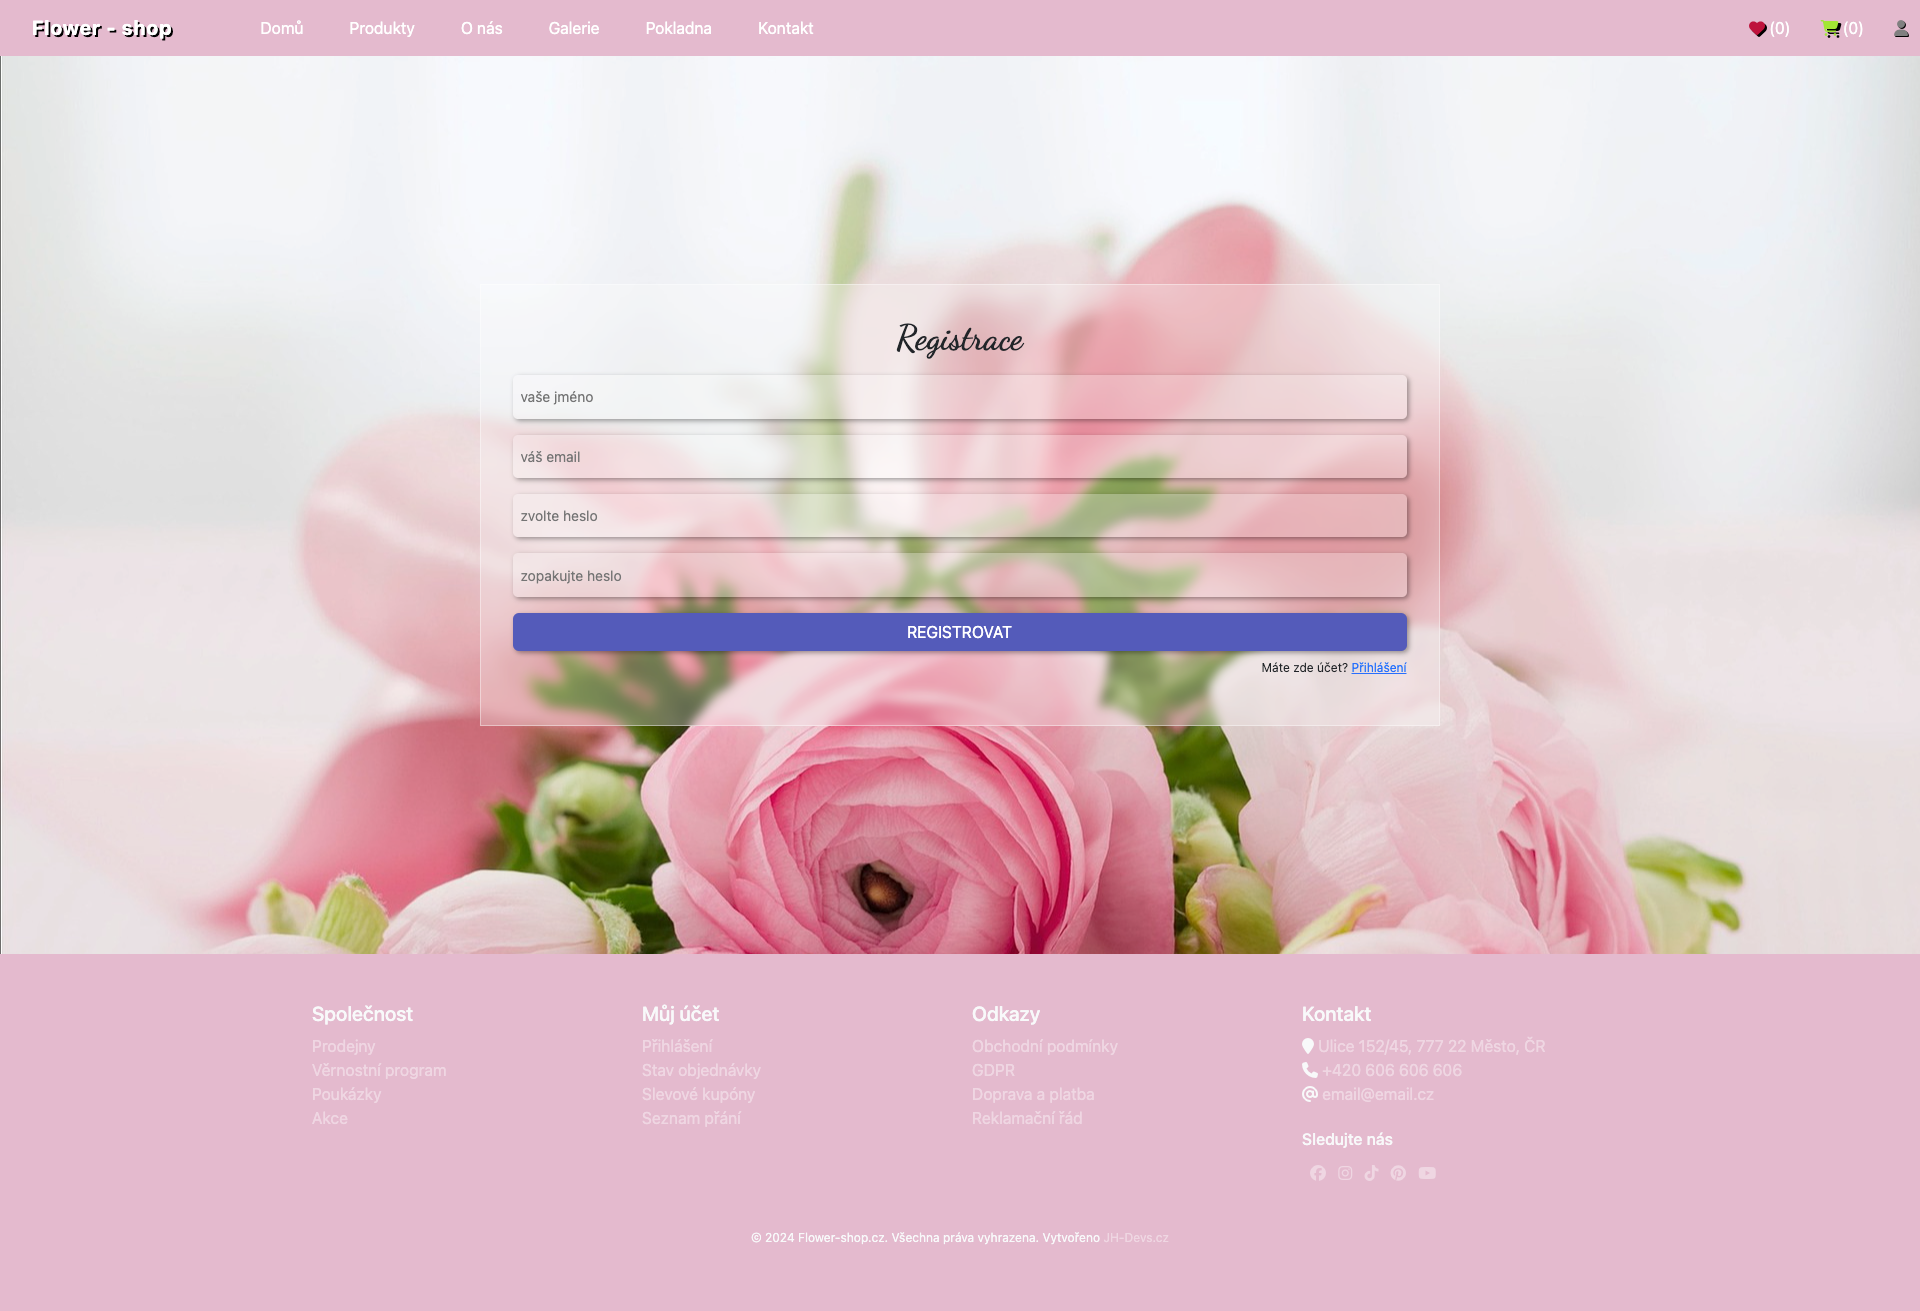 Flower - shop
Domů
Produkty
O nás
Galerie
Pokladna
Kontakt
(0)
(0)
Registrace
vaše jméno
váš email
zvolte heslo
zopakujte heslo
REGISTROVAT
Máte zde účet? Přihlášení
Společnost
Prodejny
Věrnostní program
Poukázky
Akce
Můj účet
Přihlášení
Stav objednávky
Slevové kupóny
Seznam přání
Odkazy
Obchodní podmínky
GDPR
Doprava a platba
Reklamační řád
Kontakt
Ulice 152/45, 777 22 Město, ČR
+420 606 606 606
email@email.cz
Sledujte nás
© 2024 Flower-shop.cz. Všechna práva vyhrazena. Vytvořeno JH-Devs.cz